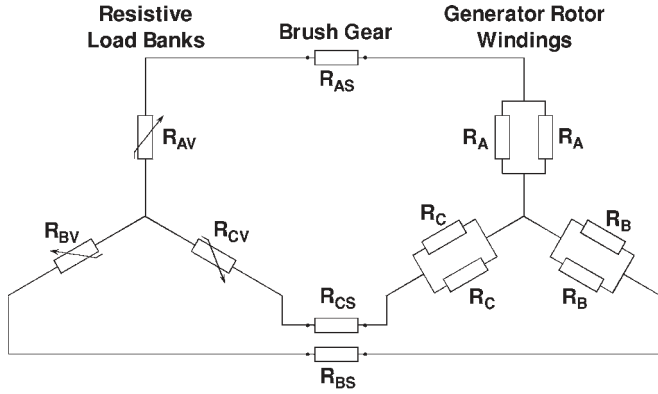 Resistive
Load Banks
Brush Gear
Generator Rotor
Windings
RAS
RAV
RA
RA
RBV
RCV
RC
RB
RC
RB
RCS
RBS